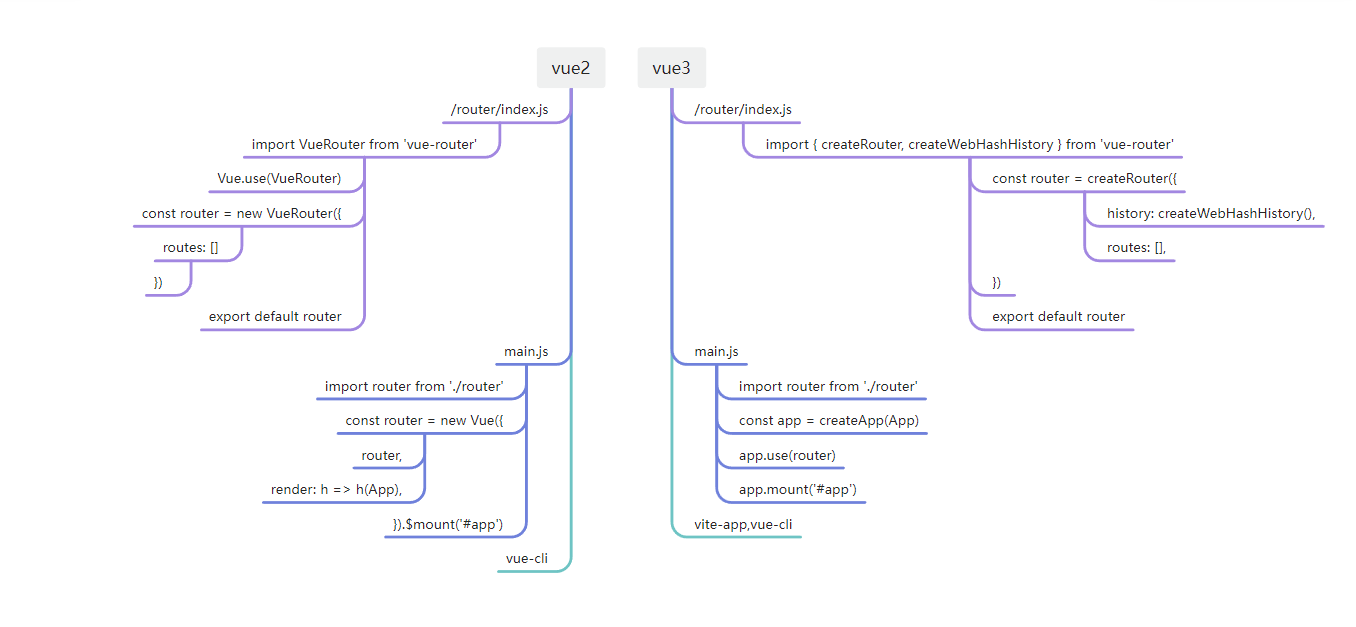 vue2
/router/index.js
import VueRouter from 'vue-router'
Vue.use(VueRouter)
const router = new VueRouter({
routes: []
})
export default router
main.js
import router from './router'
const router = new Vue({
router,
render: h => h(App),
}).$mount('#app')
vue-cli
vue3
/router/index.js
import { createRouter, createWebHashHistory } from 'vue-router'
const router = createRouter({
history: createWebHashHistory(),
routes: [],
})
export default router
main.js
import router from './router'
const app = createApp(App)
app.use(router)
app.mount('#app')
vite-app,vue-cli